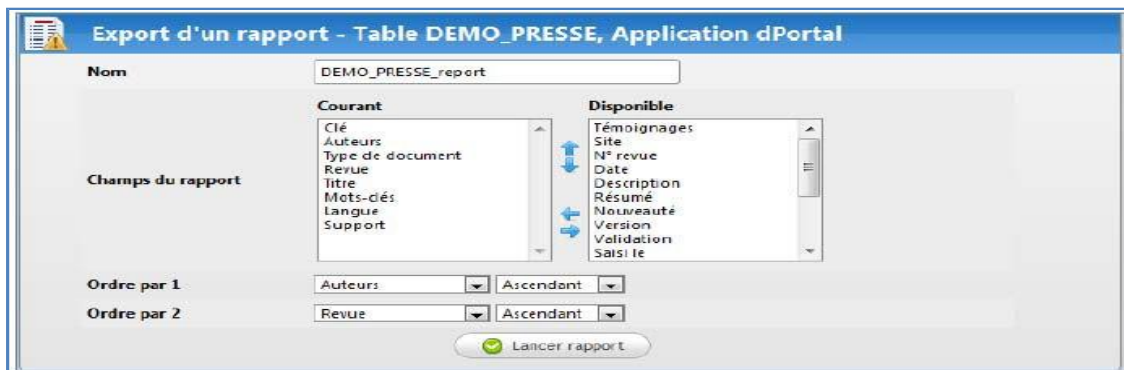 Export d'un rapport - Table DEMO_PRESSE, Application dPortal
Nom
DEMO_PRESSE_report
Champs du rapport
Courant
Clé
Auteurs
Type de document
Revue
Titre
Mots-clés
Langue
Support
Disponible
Témoignages
Site
N° revue
Date
Description
Résumé
Nouveauté
Version
Validation
Saisi le
Ordre par 1
Auteurs
Ascendant
Ordre par 2
Revue
Ascendant
Lancer rapport